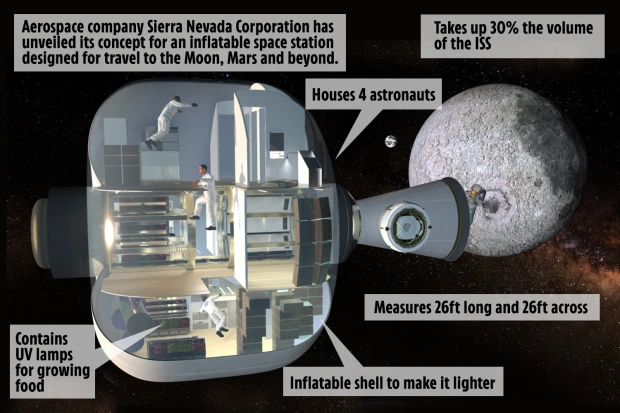 Aerospace company Sierra Nevada Corporation has
unveiled its concept for an inflatable space station
designed for travel to the Moon, Mars and beyond.
Takes up 30% the volume
of the ISS
Houses 4 astronauts
Measures 26ft long and 26ft across
Contains
UV lamps
for growing
food
Inflatable shell to make it lighter